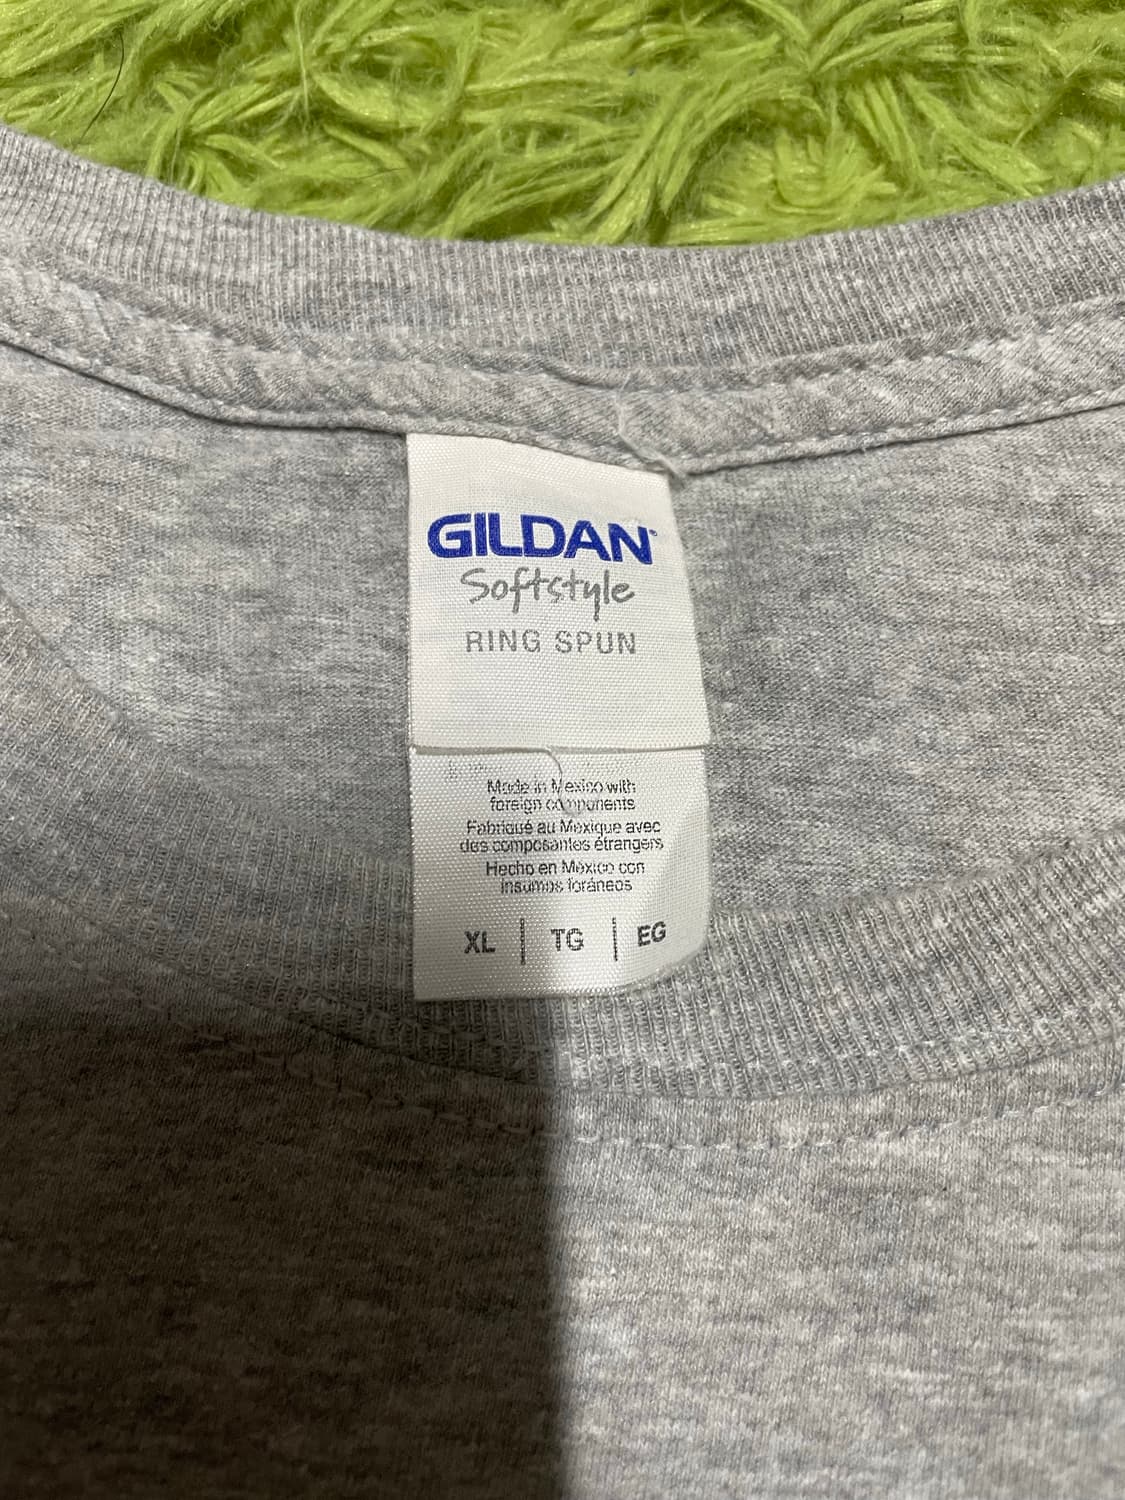 GILDAN
Softstyle
RING SPUN
Made in Mexico with
foreign components
Fabriqué au Mexique avec
des composantes étrangers
Hecho en México con
insumos foráneos
XL | TG | EG